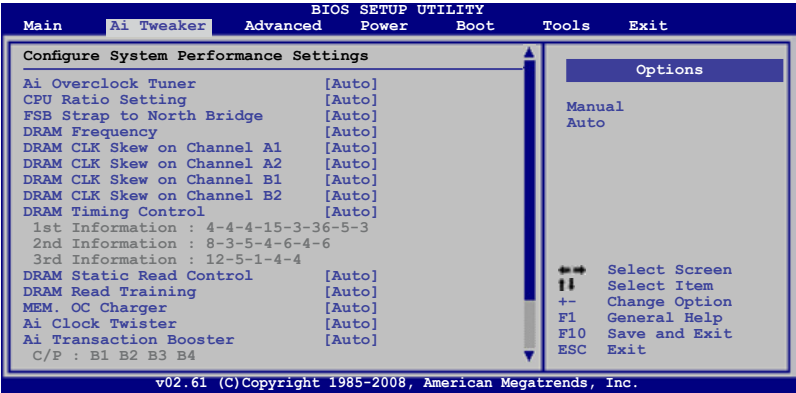 BIOS SETUP UTILITY
Main Ai Tweaker Advanced Power Boot Tools Exit
Configure System Performance Settings
Ai Overclock Tuner [Auto]
CPU Ratio Setting [Auto]
FSB Strap to North Bridge [Auto]
DRAM Frequency [Auto]
DRAM CLK Skew on Channel A1 [Auto]
DRAM CLK Skew on Channel A2 [Auto]
DRAM CLK Skew on Channel B1 [Auto]
DRAM CLK Skew on Channel B2 [Auto]
DRAM Timing Control [Auto]
1st Information : 4-4-4-15-3-36-5-3
2nd Information : 8-3-5-4-6-4-6
3rd Information : 12-5-1-4-4
DRAM Static Read Control [Auto]
DRAM Read Training [Auto]
MEM. OC Charger [Auto]
Ai Clock Twister [Auto]
Ai Transaction Booster [Auto]
C/P : B1 B2 B3 B4
Options
Manual
Auto
←→ Select Screen
↑↓ Select Item
+- Change Option
F1 General Help
F10 Save and Exit
ESC Exit
v02.61 (C)Copyright 1985-2008, American Megatrends, Inc.